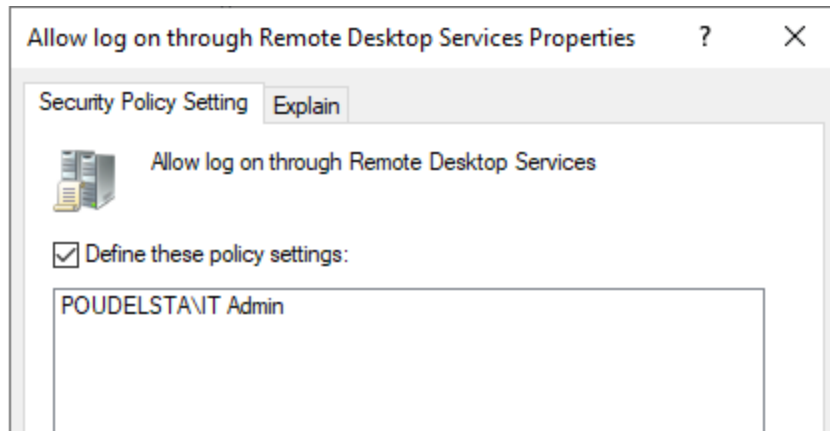 Allow log on through Remote Desktop Services Properties ? ×
Security Policy Setting Explain
Allow log on through Remote Desktop Services
Define these policy settings:
POUDELSTA\IT Admin